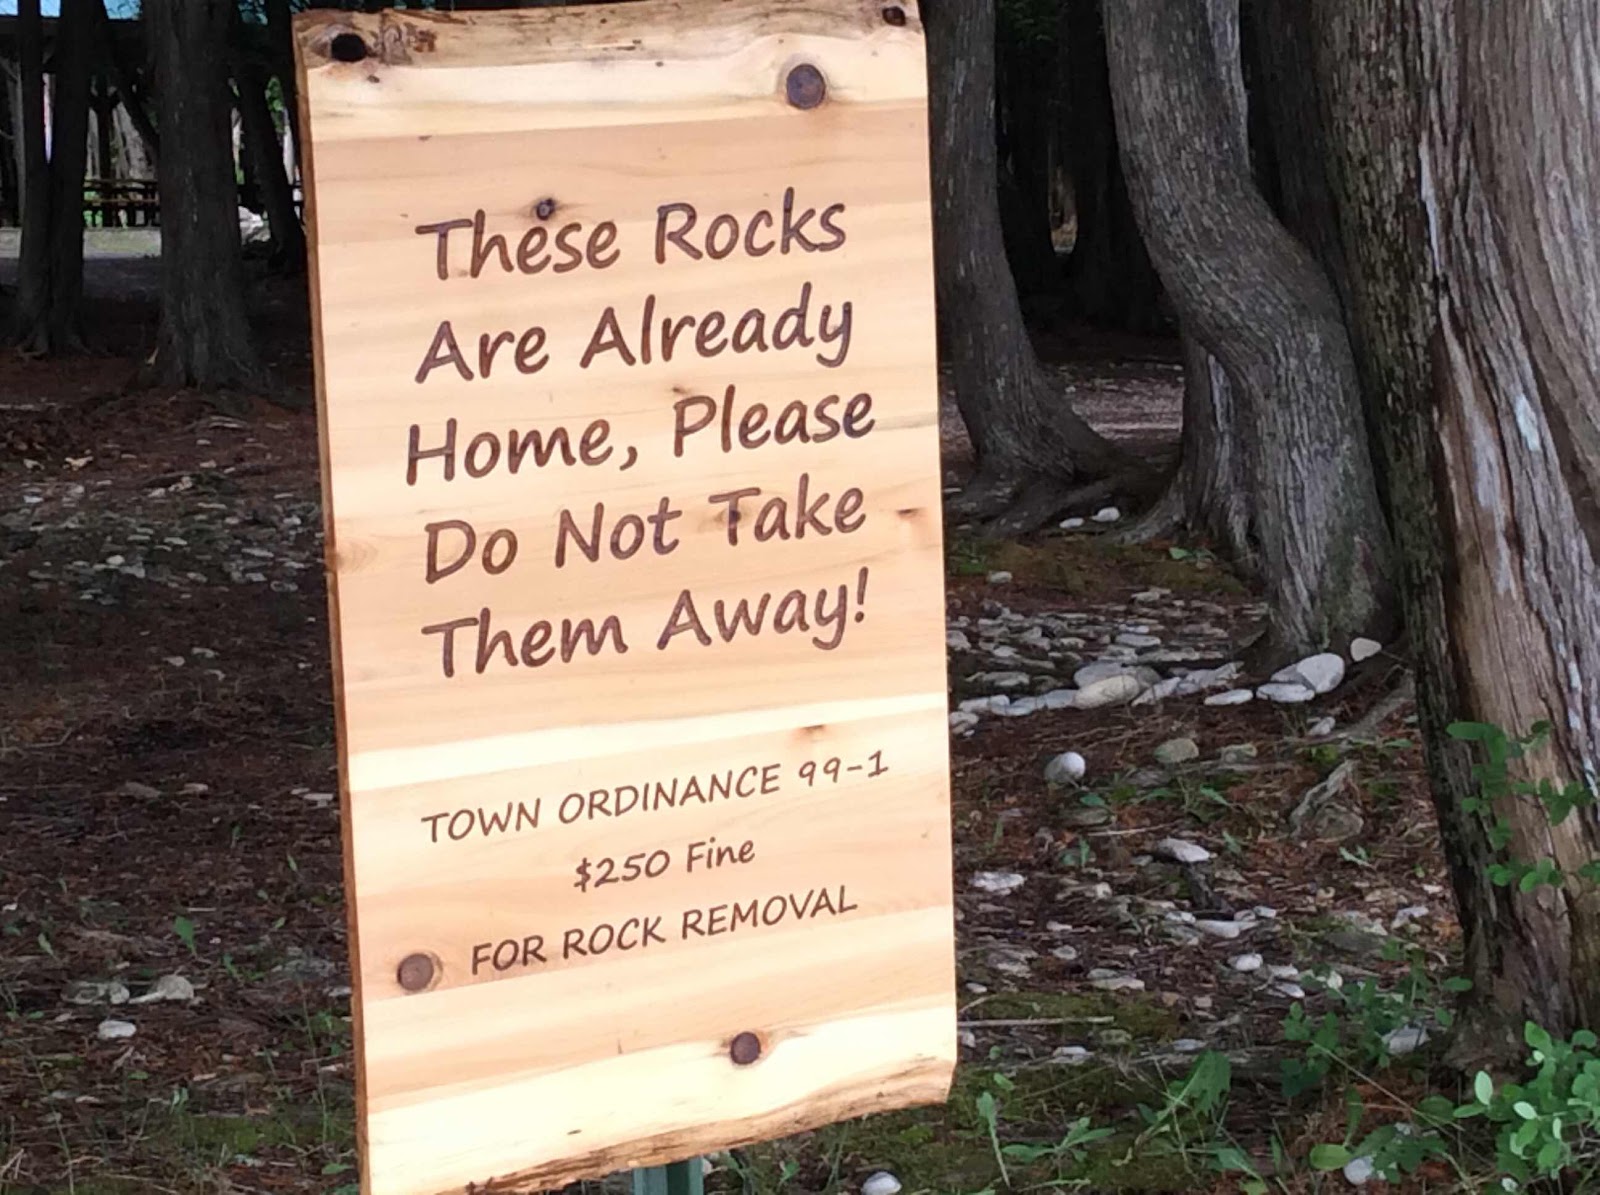 These Rocks
Are Already
Home, Please
Do Not Take
Them Away!
TOWN ORDINANCE 99-1
$250 Fine
FOR ROCK REMOVAL